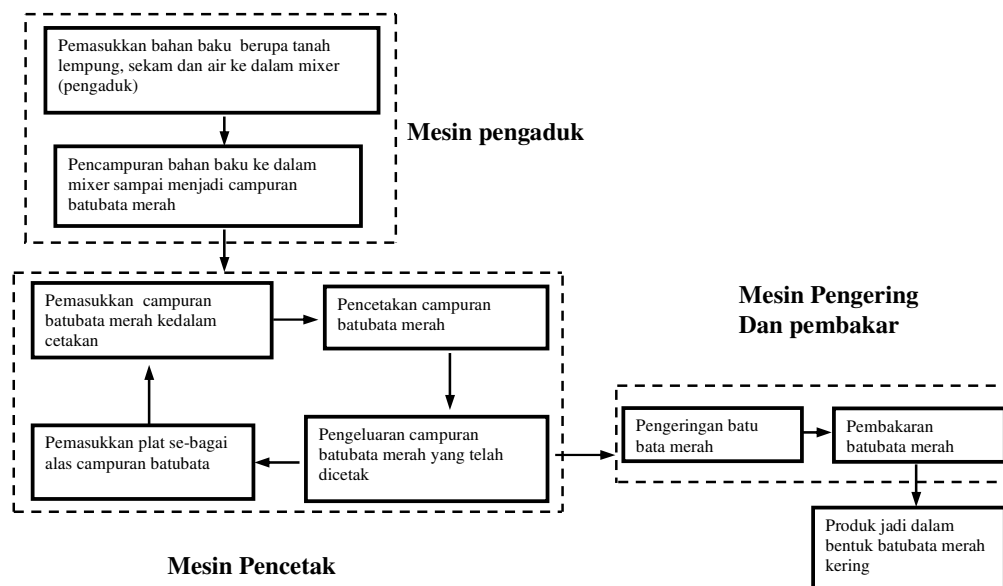 Pemasukkan bahan baku berupa tanah
lempung, sekam dan air ke dalam mixer
(pengaduk)
Mesin pengaduk
Pencampuran bahan baku ke dalam
mixer sampai menjadi campuran
batubata merah
Pemasukkan campuran
batubata merah kedalam
cetakan
Pencetakan campuran
batubata merah
Mesin Pengering
Dan pembakar
Pemasukkan plat se-bagai
alas campuran batubata
Pengeluaran campuran
batubata merah yang telah
dicetak
Pengeringan batu
bata merah
Pembakaran
batubata merah
Produk jadi dalam
bentuk batubata merah
kering
Mesin Pencetak